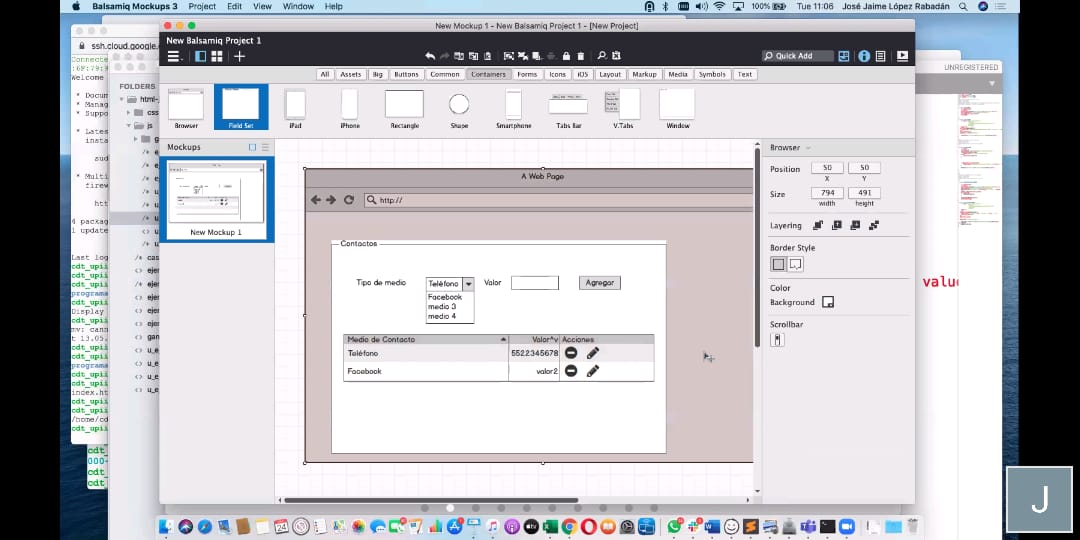 Balsamiq Mockups 3 Project Edit View Window Help
100% Tue 11:06 José Jaime López Rabadán
New Mockup 1 - New Balsamiq Project 1 - [New Project]
New Balsamiq Project 1
Quick Add
All Assets Big Buttons Common Containers Forms Icons iOS Layout Markup Media Symbols Text
Browser Field Set iPad iPhone Rectangle Shape Smartphone Tabs Bar V.Tabs Window
Mockups
New Mockup 1
A Web Page
http://
Contactos
Tipo de medio Teléfono Valor Agregar
Facebook
medio 3
medio 4
Medio de Contacto Valor^v Acciones
Teléfono 5522345678
Facebook valor2
Browser
Position 50 50
X Y
Size 794 491
width height
Layering
Border Style
Color
Background
Scrollbar
ssh.cloud.google.
Welcome
FOLDERS
html-
css
js
UNREGISTERED
valu
J